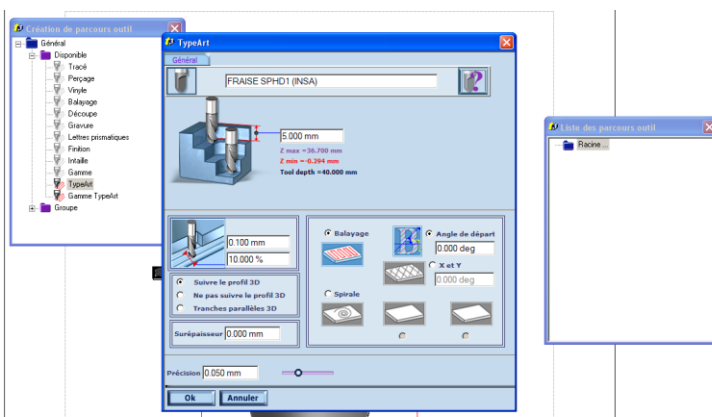 Création de parcours outil
Général
Disponible
Tracé
Perçage
Vinyle
Balayage
Découpe
Gravure
Lettres prismatiques
Finition
Intaille
Gamme
TypeArt
Gamme TypeArt
Groupe
TypeArt
Général
FRAISE SPHD1 (INSA)
5.000 mm
Z max =36.700 mm
Z min =-0.394 mm
Tool depth =40.000 mm
0.100 mm
10.000 %
Suivre le profil 3D
Ne pas suivre le profil 3D
Tranches parallèles 3D
Surépaisseur 0.000 mm
Balayage
Angle de départ
0.000 deg
X et Y
0.000 deg
Spirale
Précision 0.050 mm
Ok Annuler
Liste des parcours outil
Racine ...